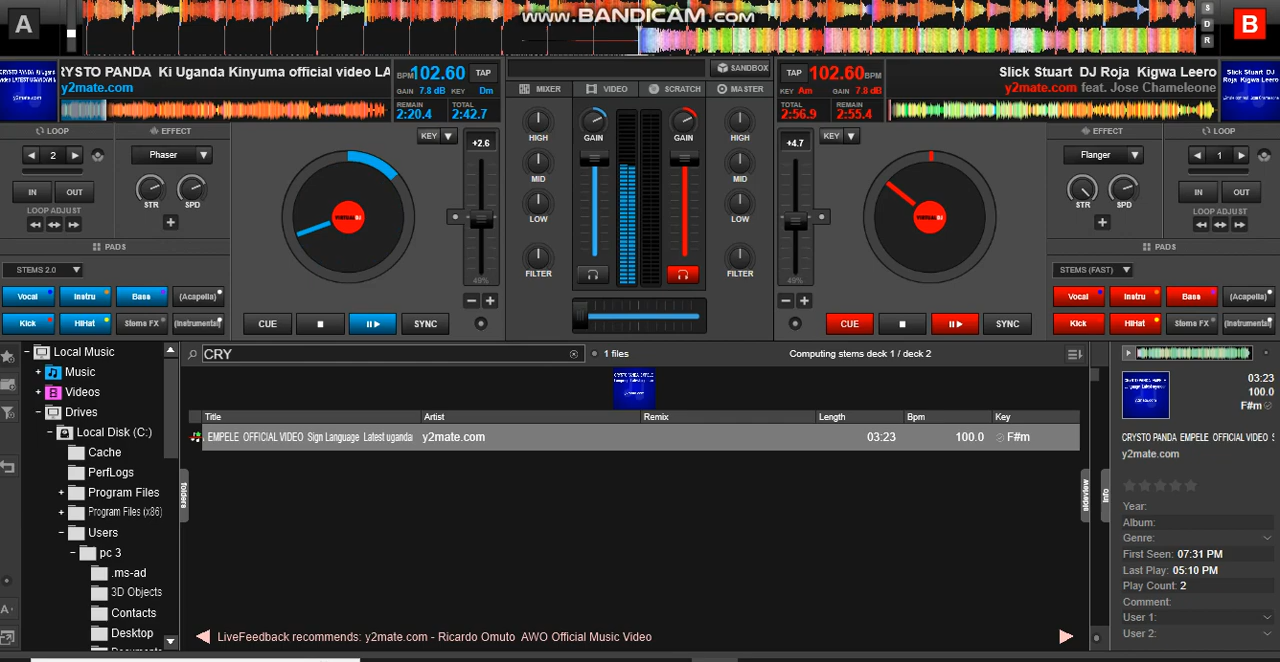 A
www.BANDICAM.com
S
D
R
B
CRYSTO PANDA Ki Uganda Kinyuma official video LA
y2mate.com
BPM 102.60 TAP
GAIN 7.8 dB KEY Dm
REMAIN 2:20.4 TOTAL 2:42.7
SANDBOX
MIXER VIDEO SCRATCH MASTER
TAP 102.60 BPM
KEY Am GAIN 7.8 dB
TOTAL 2:56.9 REMAIN 2:55.4
Slick Stuart DJ Roja Kigwa Leero
y2mate.com feat. Jose Chameleone
LOOP EFFECT
2 Phaser
STR SPD
IN OUT
LOOP ADJUST
PADS
STEMS 2.0
Vocal Instru Bass (Acapella)
Kick HiHat Stems FX (Instrumental)
KEY
+2.6
49%
VIRTUAL DJ
CUE SYNC
HIGH GAIN GAIN HIGH
MID MID
LOW LOW
FILTER FILTER
KEY
+4.7
49%
VIRTUAL DJ
CUE SYNC
EFFECT LOOP
Flanger 1
STR SPD
IN OUT
LOOP ADJUST
PADS
STEMS (FAST)
Vocal Instru Bass (Acapella)
Kick HiHat Stems FX (Instrumental)
Local Music
Music
Videos
Drives
Local Disk (C:)
Cache
PerfLogs
Program Files
Program Files (x86)
Users
pc 3
.ms-ad
3D Objects
Contacts
Desktop
folders
CRY
1 files
Computing stems deck 1 / deck 2
Title Artist Remix Length Bpm Key
EMPELE OFFICIAL VIDEO Sign Language Latest uganda y2mate.com 03:23 100.0 F#m
LiveFeedback recommends: y2mate.com - Ricardo Omuto AWO Official Music Video
sideview
info
03:23
100.0
F#m
CRYSTO PANDA EMPELE OFFICIAL VIDEO S
y2mate.com
Year:
Album:
Genre:
First Seen: 07:31 PM
Last Play: 05:10 PM
Play Count: 2
Comment:
User 1:
User 2: